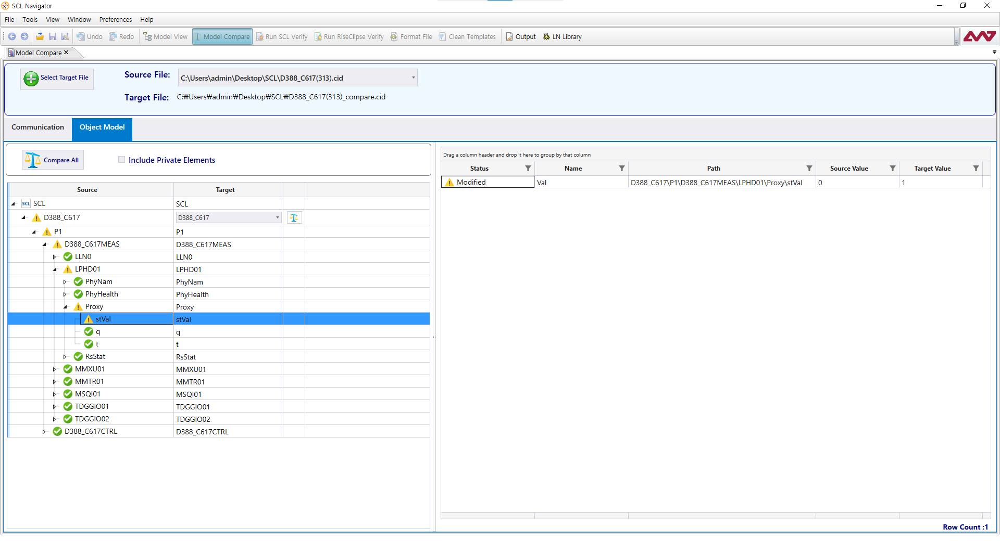 SCL Navigator
File Tools View Window Preferences Help
Undo Redo Model View Model Compare Run SCL Verify Run RiseClipse Verify Format File Clean Templates Output LN Library
Model Compare
Select Target File
Source File: C:\Users\admin\Desktop\SCL\D388_C617(313).cid
Target File: C:₩Users₩admin₩Desktop₩SCL₩D388_C617(313)_compare.cid
Communication Object Model
Compare All Include Private Elements
Source Target
SCL SCL SCL
D388_C617 D388_C617
P1 P1
D388_C617MEAS D388_C617MEAS
LLN0 LLN0
LPHD01 LPHD01
PhyNam PhyNam
PhyHealth PhyHealth
Proxy Proxy
stVal stVal
q q
t t
RsStat RsStat
MMXU01 MMXU01
MMTR01 MMTR01
MSQI01 MSQI01
TDGGIO01 TDGGIO01
TDGGIO02 TDGGIO02
D388_C617CTRL D388_C617CTRL
Drag a column header and drop it here to group by that column
Status Name Path Source Value Target Value
Modified Val D388_C617\P1\D388_C617MEAS\LPHD01\Proxy\stVal 0 1
Row Count :1